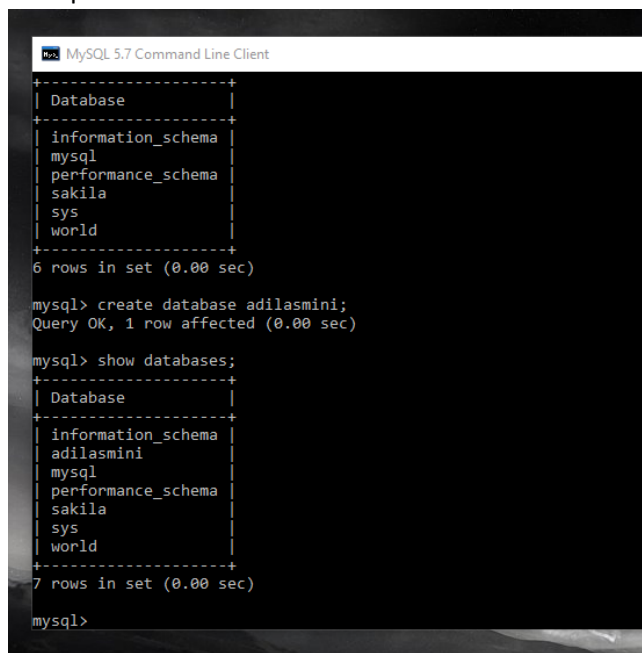 MySQL 5.7 Command Line Client
+--------------------+
| Database           |
+--------------------+
| information_schema |
| mysql              |
| performance_schema |
| sakila             |
| sys                |
| world              |
+--------------------+
6 rows in set (0.00 sec)
mysql> create database adilasmini;
Query OK, 1 row affected (0.00 sec)
mysql> show databases;
+--------------------+
| Database           |
+--------------------+
| information_schema |
| adilasmini         |
| mysql              |
| performance_schema |
| sakila             |
| sys                |
| world              |
+--------------------+
7 rows in set (0.00 sec)
mysql>